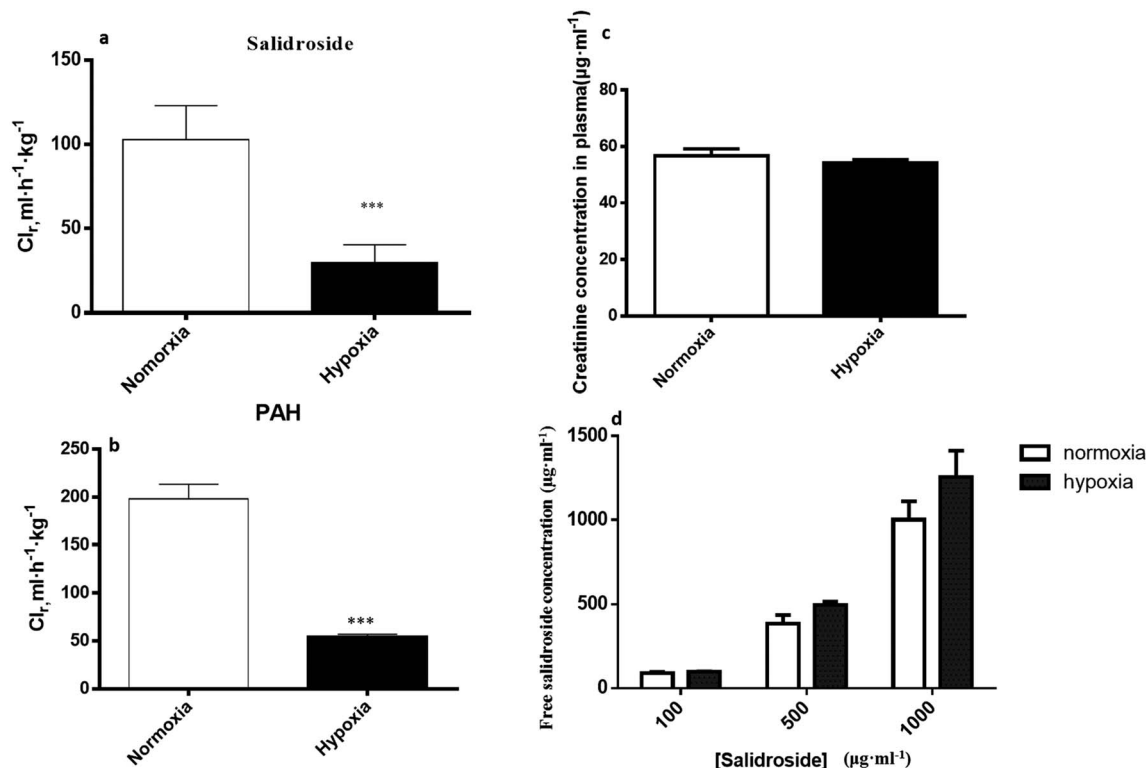 a
Salidroside
Cl_r,ml·h⁻¹·kg⁻¹
150
100
50
0
***
Nomorxia
Hypoxia
c
Creatinine concentration in plasma(µg·ml⁻¹)
80
60
40
20
0
Normoxia
Hypoxia
PAH
b
Cl_r,ml·h⁻¹·kg⁻¹
250
200
150
100
50
0
***
Normoxia
Hypoxia
d
Free salidroside concentration (µg·ml⁻¹)
1500
1000
500
0
100
500
1000
[Salidroside] (µg·ml⁻¹)
normoxia
hypoxia